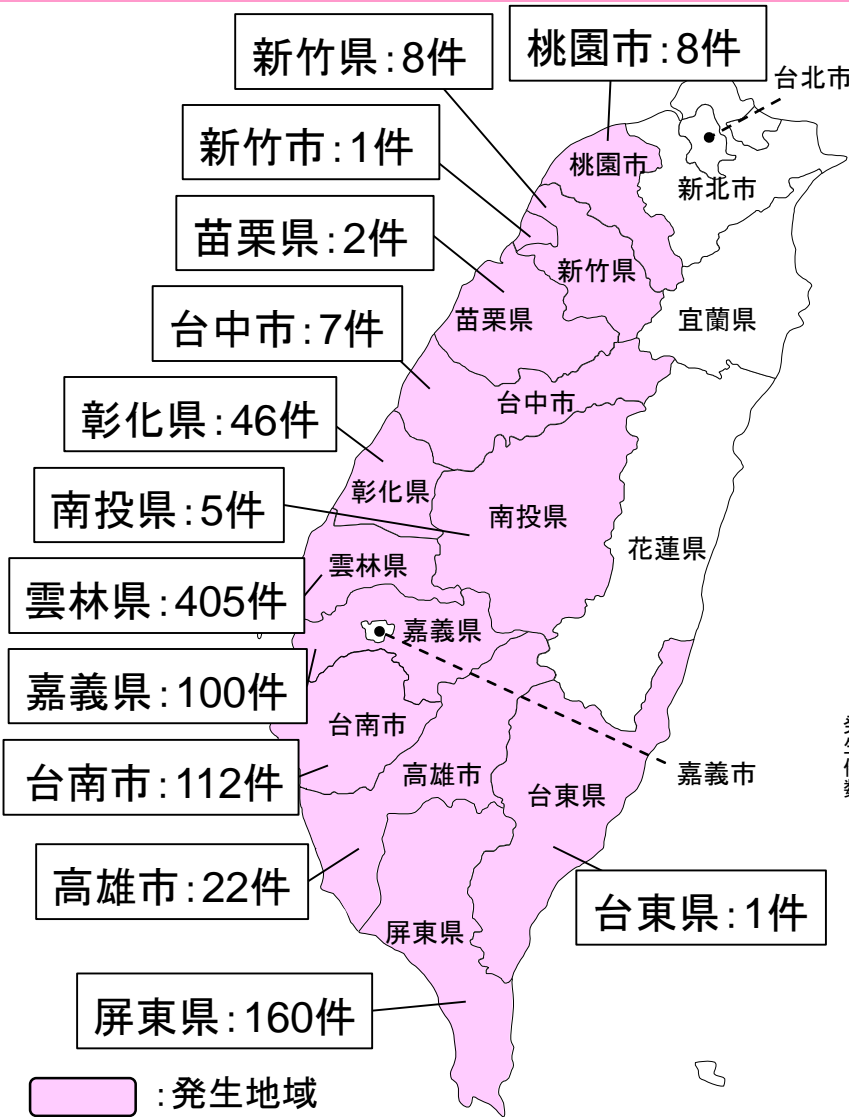 新竹県:8件
桃園市:8件
台北市
新竹市:1件
桃園市
新北市
苗栗県:2件
新竹県
苗栗県
宜蘭県
台中市:7件
台中市
彰化県:46件
彰化県
南投県:5件
南投県
花蓮県
雲林県
雲林県:405件
嘉義県
嘉義県:100件
台南市
台南市:112件
高雄市
台東県
嘉義市
高雄市:22件
台東県:1件
屏東県
屏東県:160件
:発生地域